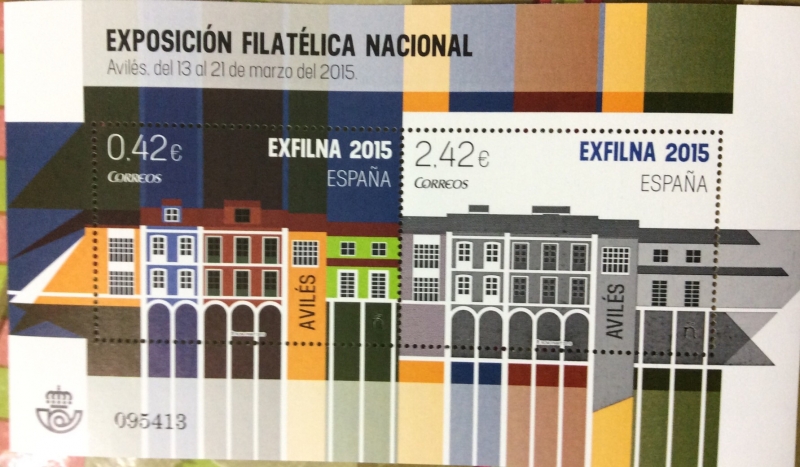 EXPOSICIÓN FILATÉLICA NACIONAL
Avilés, del 13 al 21 de marzo del 2015.
0.42€
EXFILNA 2015
CORREOS
ESPAÑA
AVILÉS
ñ
2.42€
EXFILNA 2015
CORREOS
ESPAÑA
AVILÉS
ñ
095413